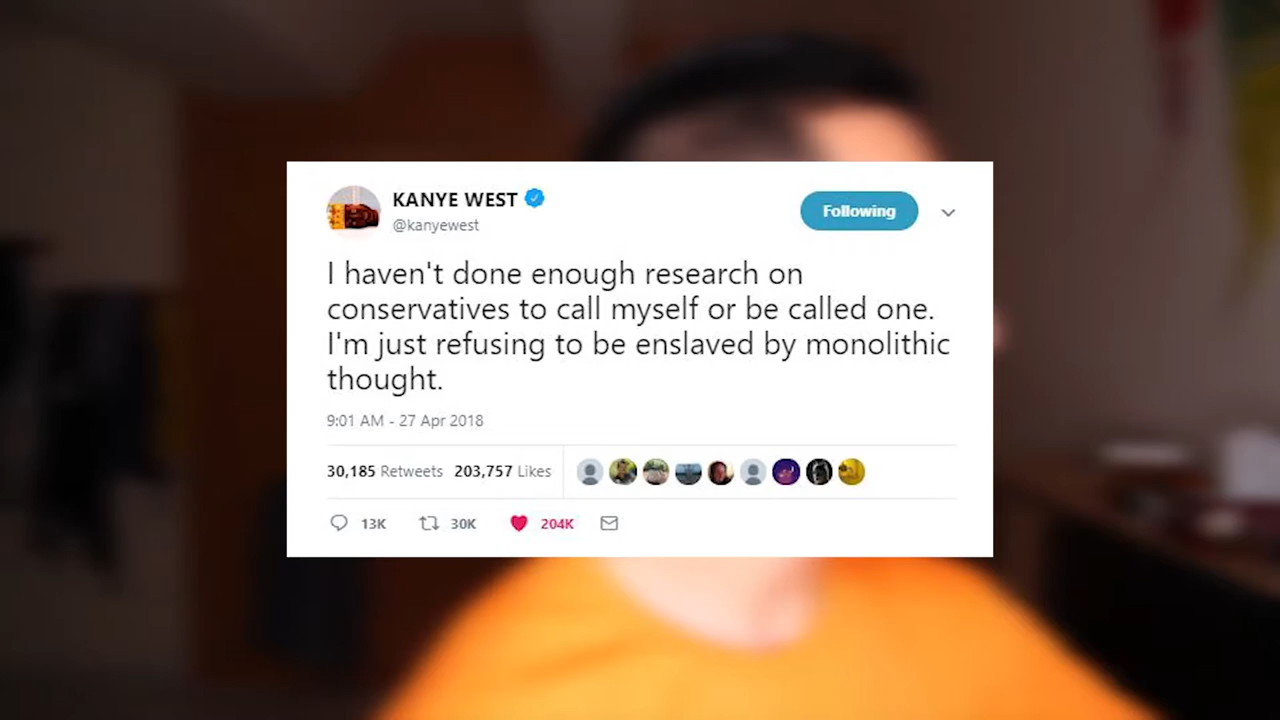 KANYE WEST
@kanyewest
Following
I haven't done enough research on
conservatives to call myself or be called one.
I'm just refusing to be enslaved by monolithic
thought.
9:01 AM - 27 Apr 2018
30,185 Retweets 203,757 Likes
13K 30K 204K